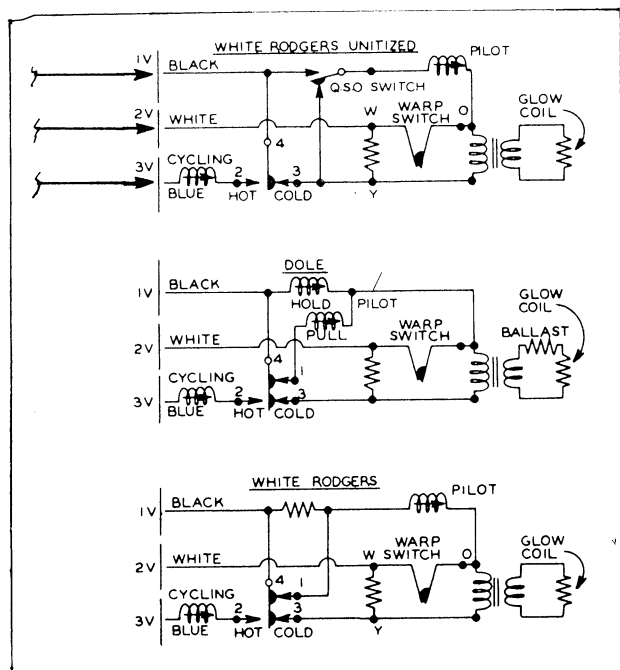 WHITE RODGERS UNITIZED
PILOT
1V BLACK
Q.S.O SWITCH
2V WHITE
W WARP SWITCH O
GLOW COIL
4
3V CYCLING BLUE
2 HOT COLD 3
Y
DOLE
1V BLACK
HOLD PILOT
PULL
GLOW COIL
2V WHITE
WARP SWITCH
BALLAST
4
1
3V CYCLING BLUE
2 HOT COLD 3
WHITE RODGERS
1V BLACK
PILOT
2V WHITE
W WARP SWITCH O
GLOW COIL
4 1
3V CYCLING BLUE
2 HOT COLD 3
Y